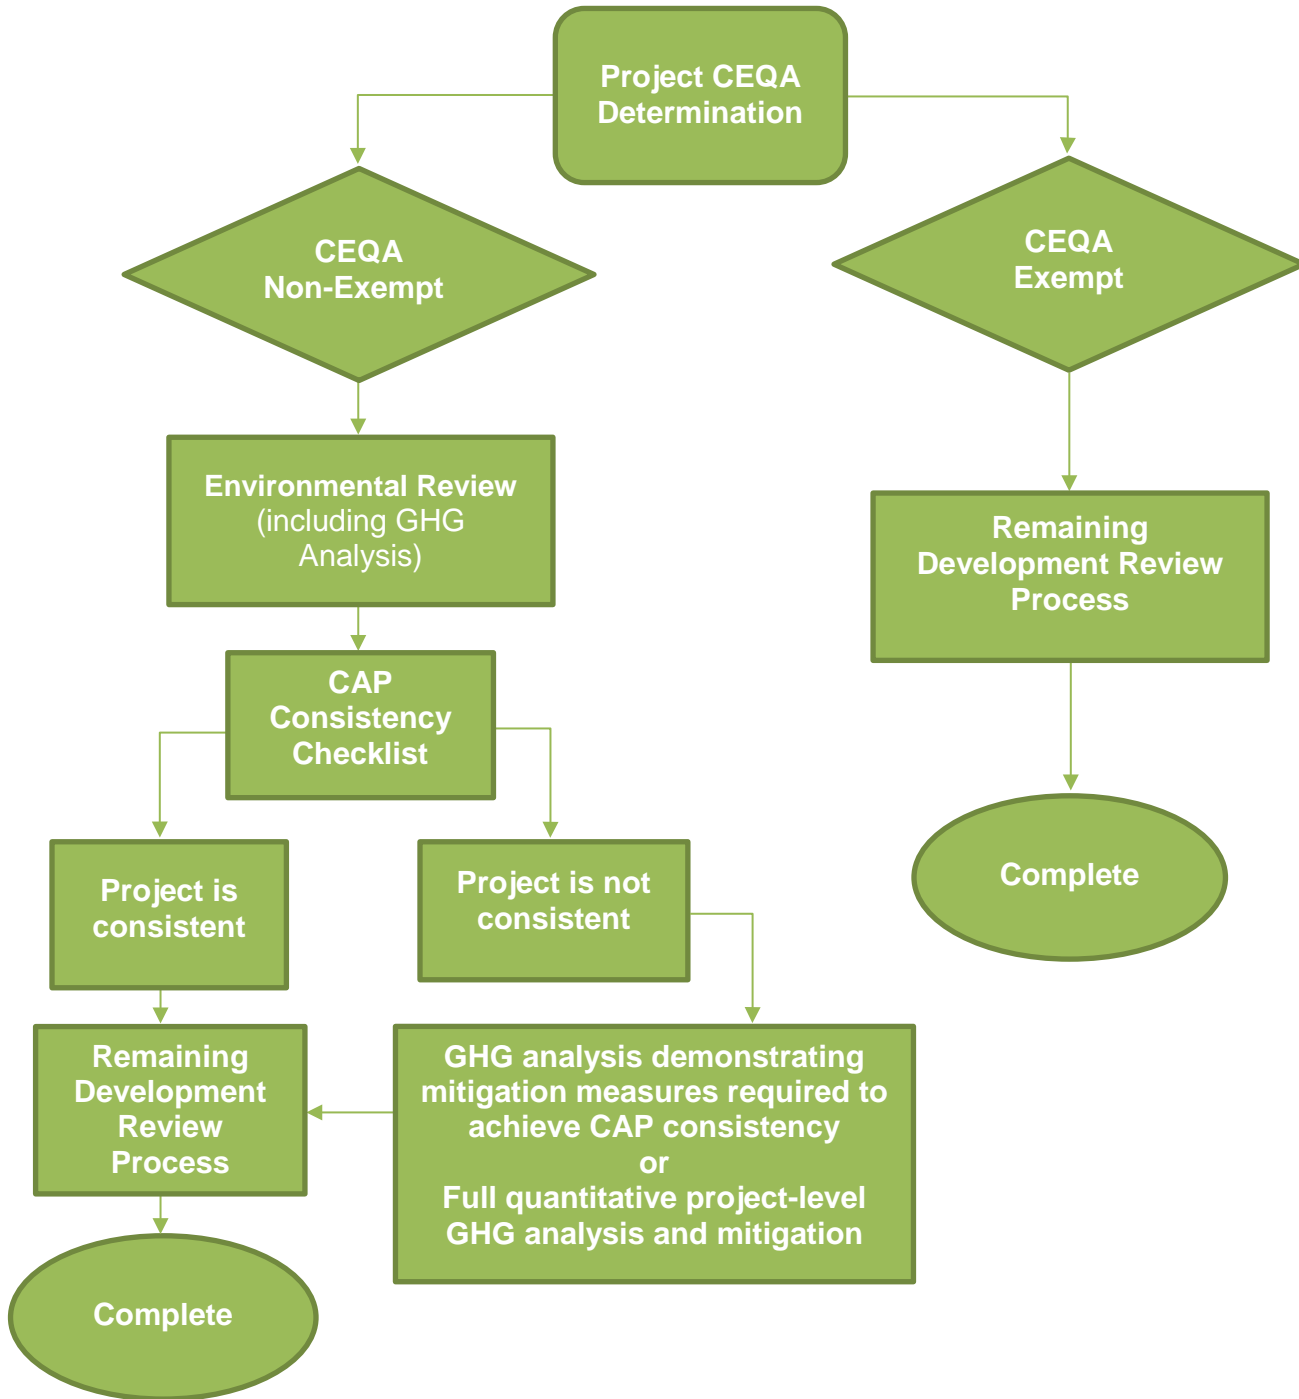 Project CEQA
Determination
CEQA
Non-Exempt
CEQA
Exempt
Environmental Review
(including GHG
Analysis)
Remaining
Development Review
Process
CAP
Consistency
Checklist
Project is
consistent
Project is not
consistent
Complete
Remaining
Development
Review
Process
GHG analysis demonstrating
mitigation measures required to
achieve CAP consistency
or
Full quantitative project-level
GHG analysis and mitigation
Complete